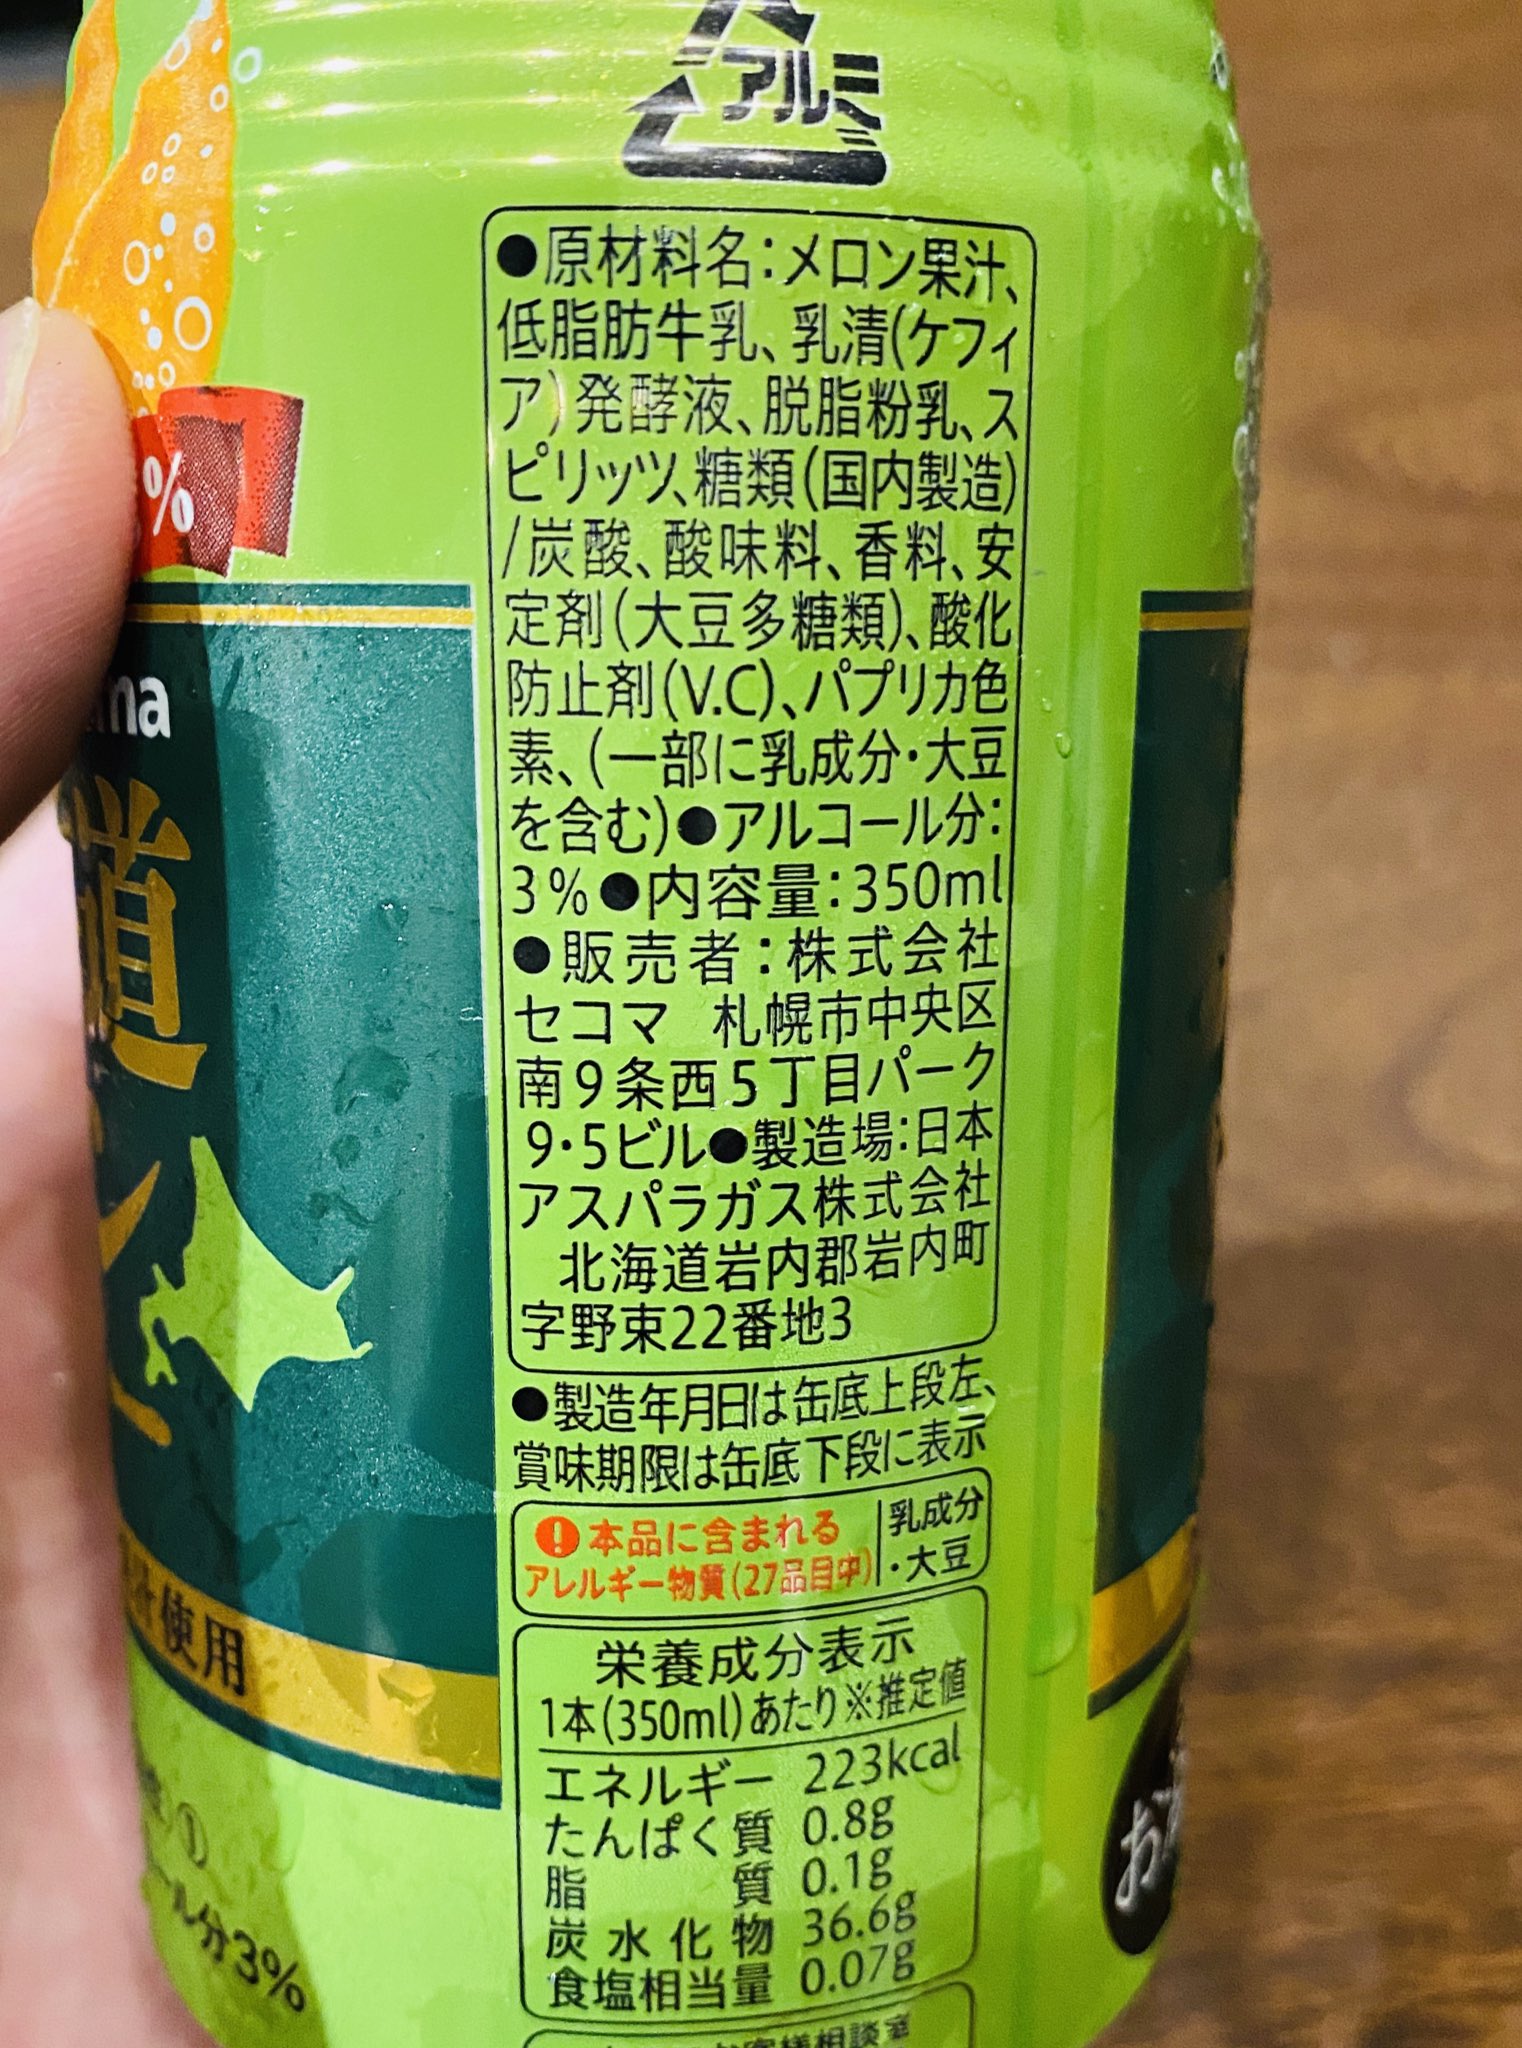 アルミ
●原材料名：メロン果汁、
低脂肪牛乳、乳清(ケフィ
ア)発酵液、脱脂粉乳、ス
ピリッツ、糖類(国内製造)
/炭酸、酸味料、香料、安
定剤(大豆多糖類)、酸化
防止剤(V.C)、パプリカ色
素、(一部に乳成分・大豆
を含む)●アルコール分：
3%●内容量：350ml
●販売者：株式会社
セコマ 札幌市中央区
南9条西5丁目パーク
9・5ビル●製造場：日本
アスパラガス株式会社
北海道岩内郡岩内町
字野束22番地3
●製造年月日は缶底上段左、
賞味期限は缶底下段に表示
本品に含まれる
アレルギー物質(27品目中)
乳成分
・大豆
栄養成分表示
1本(350ml)あたり※推定値
エネルギー 223kcal
たんぱく質 0.8g
脂質 0.1g
炭水化物 36.6g
食塩相当量 0.07g
お客様相談室
%
道
使用
ル分3%
お